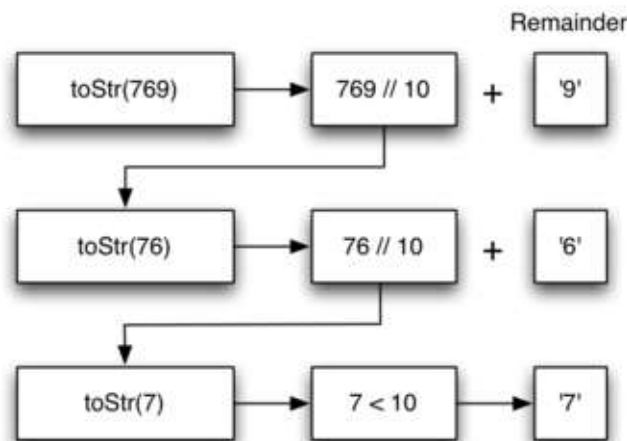 Remainder
toStr(769) 769 // 10 + '9'
toStr(76) 76 // 10 + '6'
toStr(7) 7 < 10 '7'